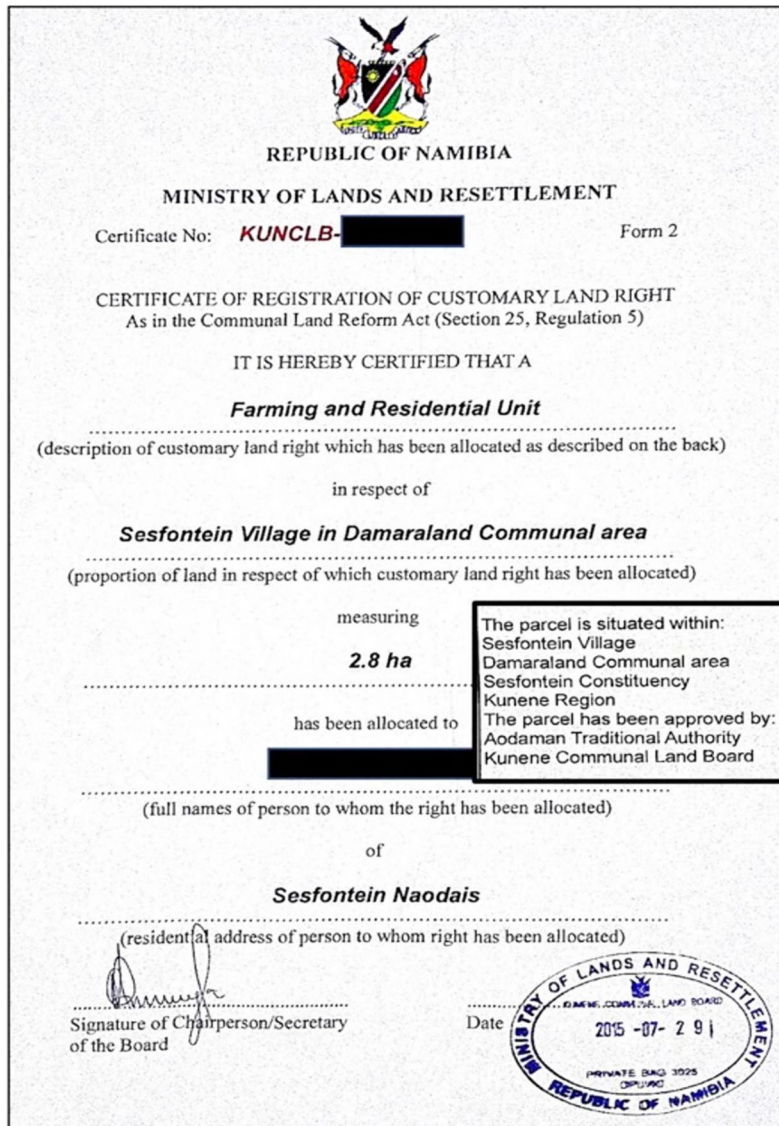 REPUBLIC OF NAMIBIA
MINISTRY OF LANDS AND RESETTLEMENT
Certificate No: KUNCLB-
Form 2
CERTIFICATE OF REGISTRATION OF CUSTOMARY LAND RIGHT
As in the Communal Land Reform Act (Section 25, Regulation 5)
IT IS HEREBY CERTIFIED THAT A
Farming and Residential Unit
(description of customary land right which has been allocated as described on the back)
in respect of
Sesfontein Village in Damaraland Communal area
(proportion of land in respect of which customary land right has been allocated)
measuring
2.8 ha
has been allocated to
The parcel is situated within:
Sesfontein Village
Damaraland Communal area
Sesfontein Constituency
Kunene Region
The parcel has been approved by:
Aodaman Traditional Authority
Kunene Communal Land Board
(full names of person to whom the right has been allocated)
of
Sesfontein Naodais
(residential address of person to whom right has been allocated)
Signature of Chairperson/Secretary
of the Board
Date
MINISTRY OF LANDS AND RESETTLEMENT
LAND BOARD
2015 -07- 29
PRIVATE BAG 3025
OPUWO
REPUBLIC OF NAMIBIA